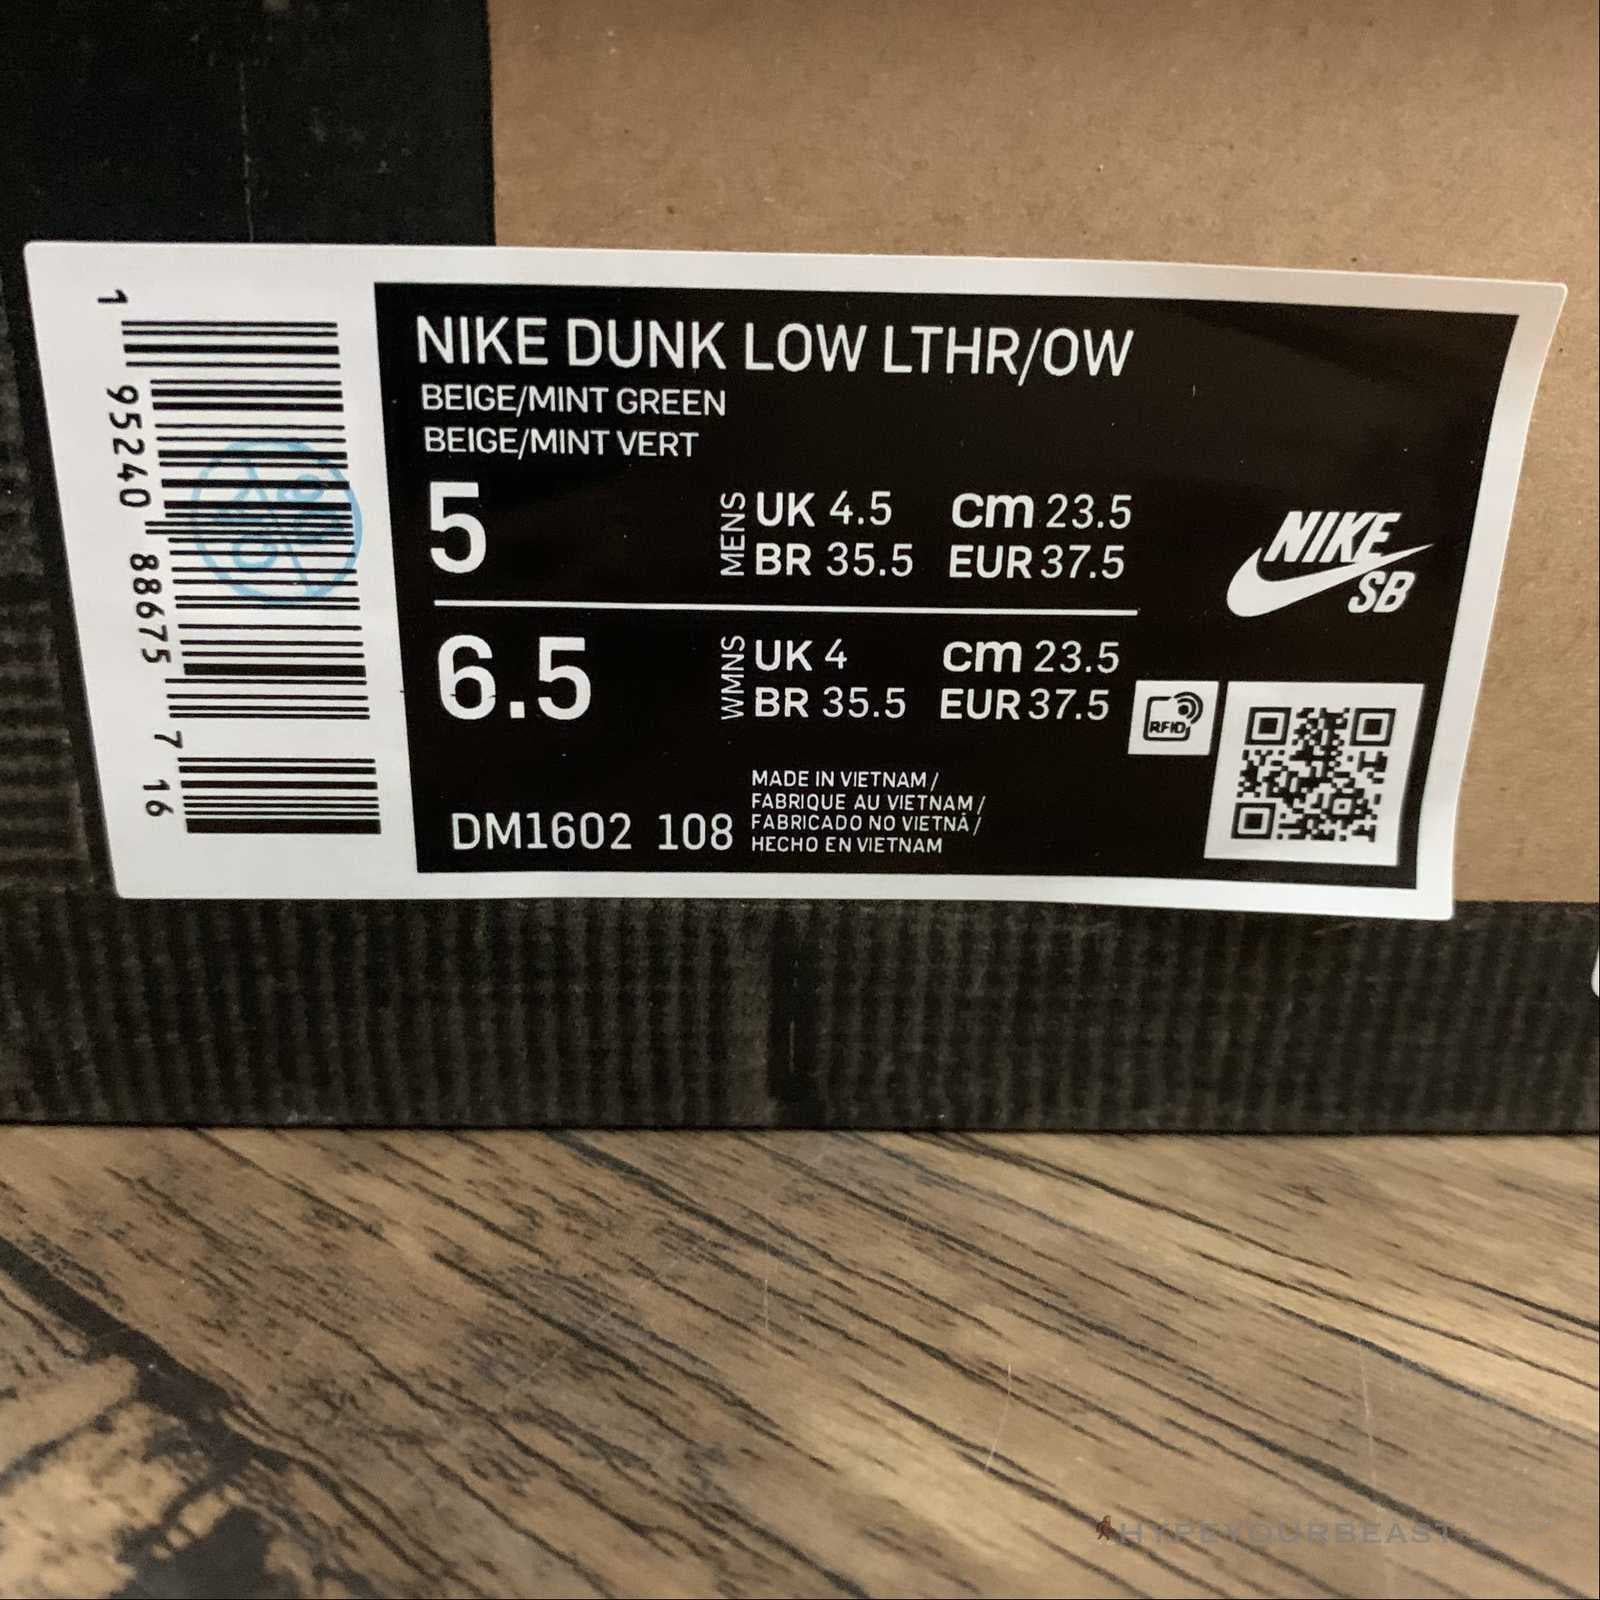 1 95240 88675 7 16
NIKE DUNK LOW LTHR/OW
BEIGE/MINT GREEN
BEIGE/MINT VERT
5
MENS
UK 4.5 cm 23.5
BR 35.5 EUR 37.5
6.5
WMNS
UK 4 cm 23.5
BR 35.5 EUR 37.5
NIKE
SB
RFID
DM1602 108
MADE IN VIETNAM /
FABRIQUE AU VIETNAM /
FABRICADO NO VIETNÃ /
HECHO EN VIETNAM
HYPEYOURBEAST